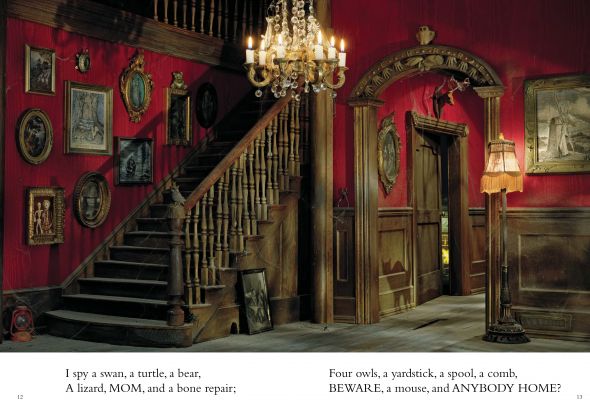 I spy a swan, a turtle, a bear,
A lizard, MOM, and a bone repair;
Four owls, a yardstick, a spool, a comb,
BEWARE, a mouse, and ANYBODY HOME?
12
13